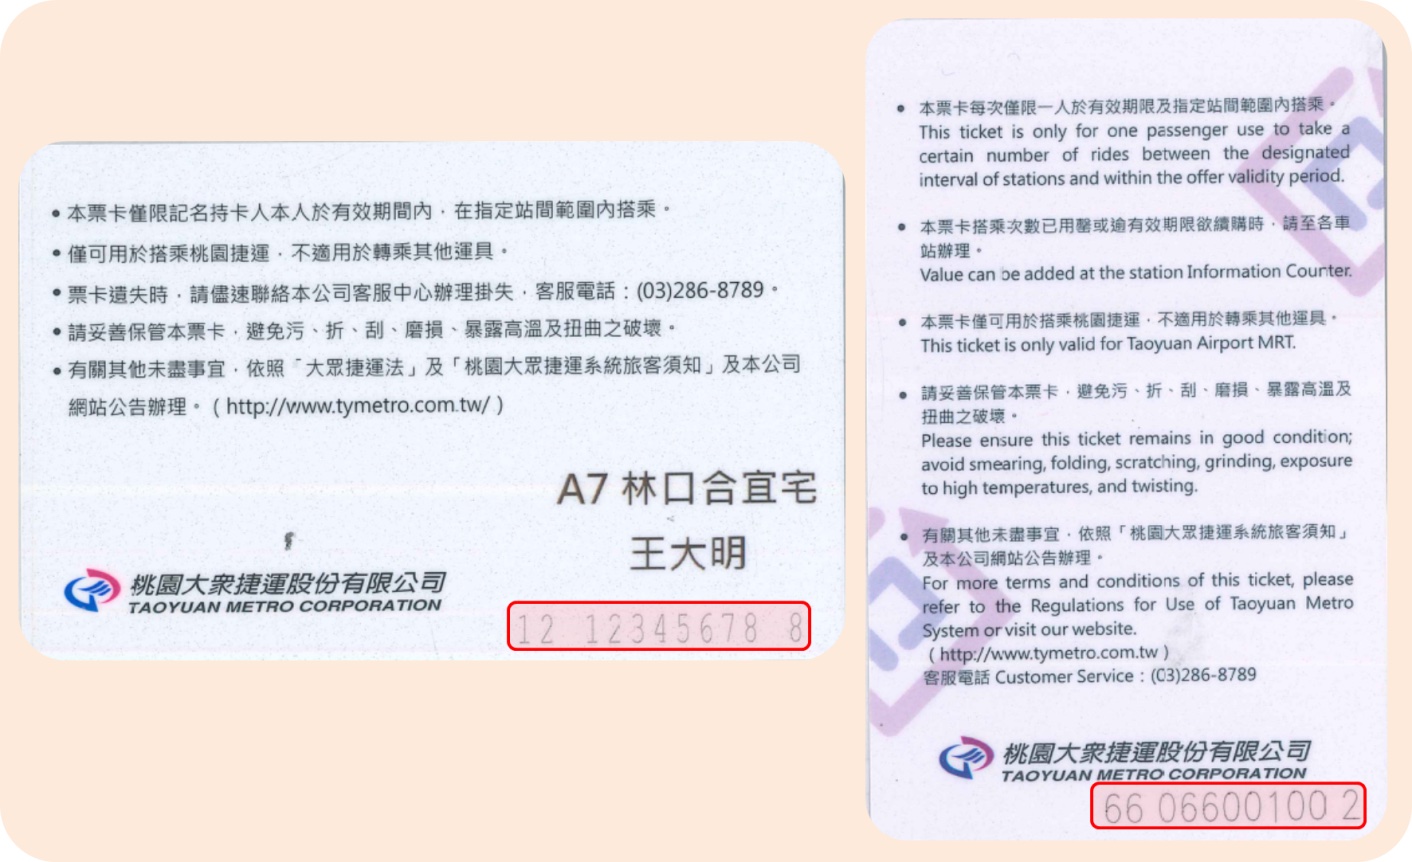 • 本票卡僅限記名持卡人本人於有效期間內，在指定站間範圍內搭乘。
• 僅可用於搭乘桃園捷運，不適用於轉乘其他運具。
• 票卡遺失時，請儘速聯絡本公司客服中心辦理掛失，客服電話：(03)286-8789。
• 請妥善保管本票卡，避免污、折、刮、磨損、暴露高溫及扭曲之破壞。
• 有關其他未盡事宜，依照「大眾捷運法」及「桃園大眾捷運系統旅客須知」及本公司
網站公告辦理。( http://www.tymetro.com.tw/ )
A7 林口合宜宅
王大明
桃園大眾捷運股份有限公司
TAOYUAN METRO CORPORATION
12 12345678 8
• 本票卡每次僅限一人於有效期限及指定站間範圍內搭乘。
This ticket is only for one passenger use to take a
certain number of rides between the designated
interval of stations and within the offer validity period.
• 本票卡搭乘次數已用罄或逾有效期限欲續購時，請至各車
站辦理。
Value can be added at the station Information Counter.
• 本票卡僅可用於搭乘桃園捷運，不適用於轉乘其他運具。
This ticket is only valid for Taoyuan Airport MRT.
• 請妥善保管本票卡，避免污、折、刮、磨損、暴露高溫及
扭曲之破壞。
Please ensure this ticket remains in good condition;
avoid smearing, folding, scratching, grinding, exposure
to high temperatures, and twisting.
• 有關其他未盡事宜，依照「桃園大眾捷運系統旅客須知」
及本公司網站公告辦理。
For more terms and conditions of this ticket, please
refer to the Regulations for Use of Taoyuan Metro
System or visit our website.
( http://www.tymetro.com.tw )
客服電話 Customer Service：(03)286-8789
桃園大眾捷運股份有限公司
TAOYUAN METRO CORPORATION
66 06600100 2